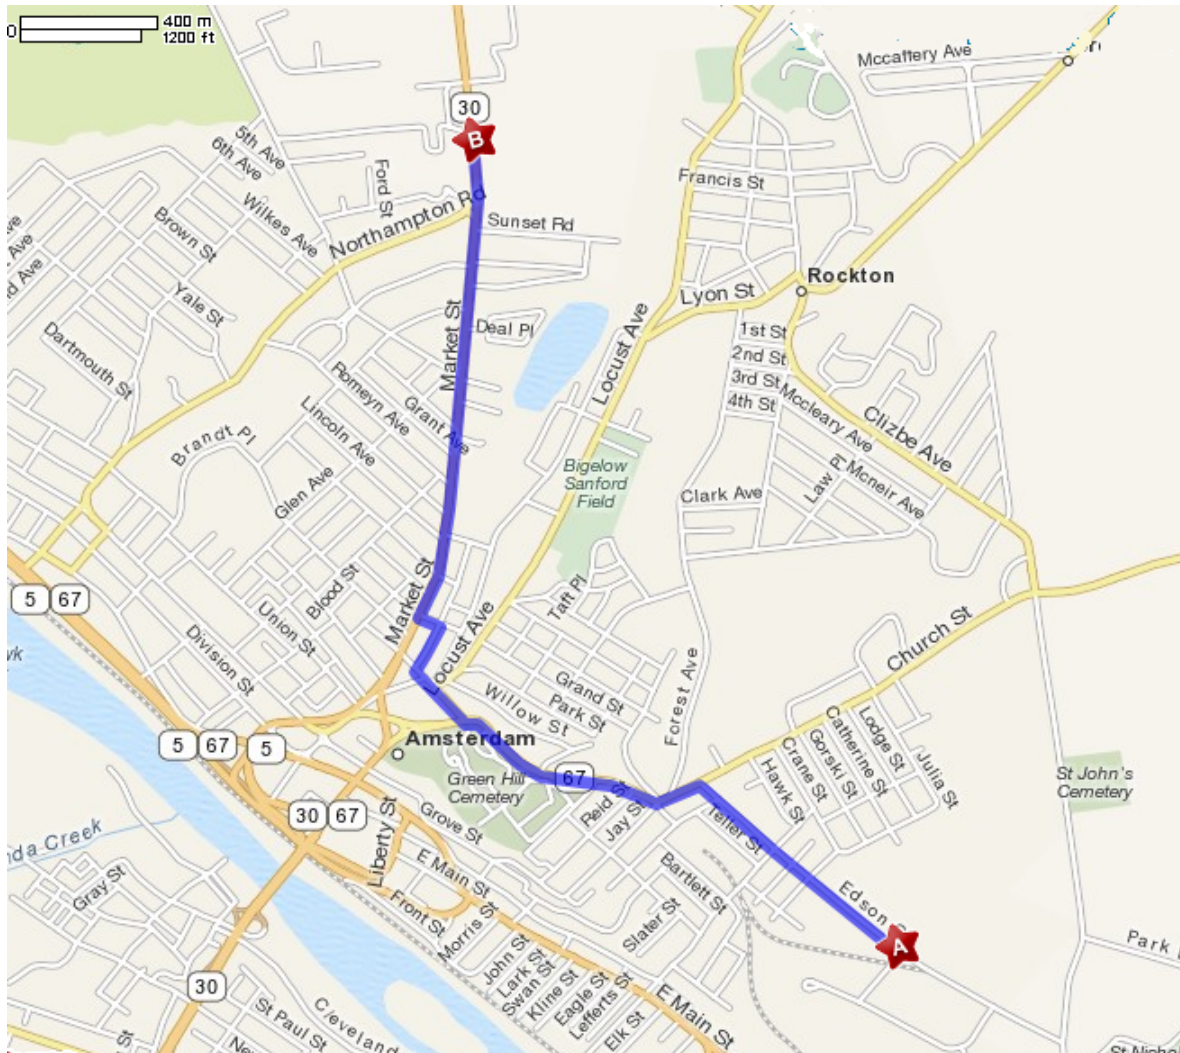 0
400 m
1200 ft
Mccaffery Ave
30
B
5th Ave
6th Ave
Ford St
Francis St
Wilkes Ave
Northampton Rd
Brown St
Sunset Rd
Ave
Ave
Rockton
Lyon St
Yale St
Market St
Deal Pl
Locust Ave
1st St
2nd St
3rd St
4th St
Dartmouth St
Romeyn Ave
Grant Ave
Lincoln Ave
Mccleary Ave
Clizbe Ave
Brandt Pl
Bigelow
Sanford
Field
Glen Ave
Clark Ave
Law Pl
Mcneir Ave
Market St
Blood St
Taft Pl
5
67
Union St
Locust Ave
Church St
Division St
Forest Ave
Grand St
Park St
Willow St
Lodge St
Catherine St
Gorski St
Crane St
Hawk St
Julia St
5
67
5
Amsterdam
Green Hill
Cemetery
67
St John's
Cemetery
30
67
Liberty St
Grove St
Reid St
Jay St
Teller St
Creek
E Main St
Bartlett St
Edson
Gray St
Front St
Morris St
Slater St
A
Park
John St
Lark St
Swan St
Kline St
Eagle St
Lefferts St
Elk St
E Main St
30
St Paul St
Cleveland
St